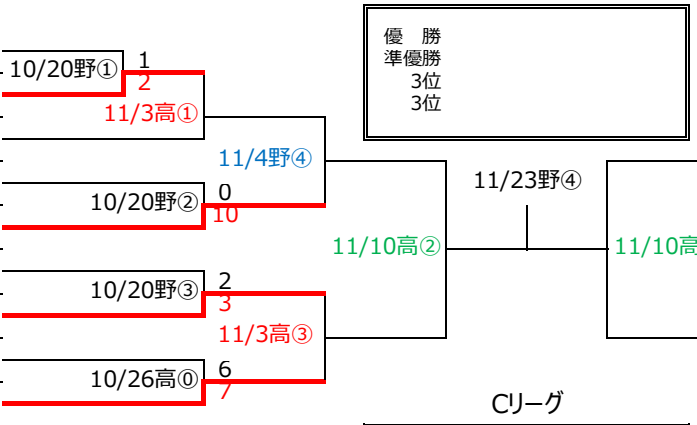 優　勝
準優勝
3位
3位
10/20野①
1
2
11/3高①
11/4野④
11/23野④
10/20野②
0
10
11/10高②
11/10高
10/20野③
2
3
11/3高③
10/26高⓪
6
7
Cリーグ